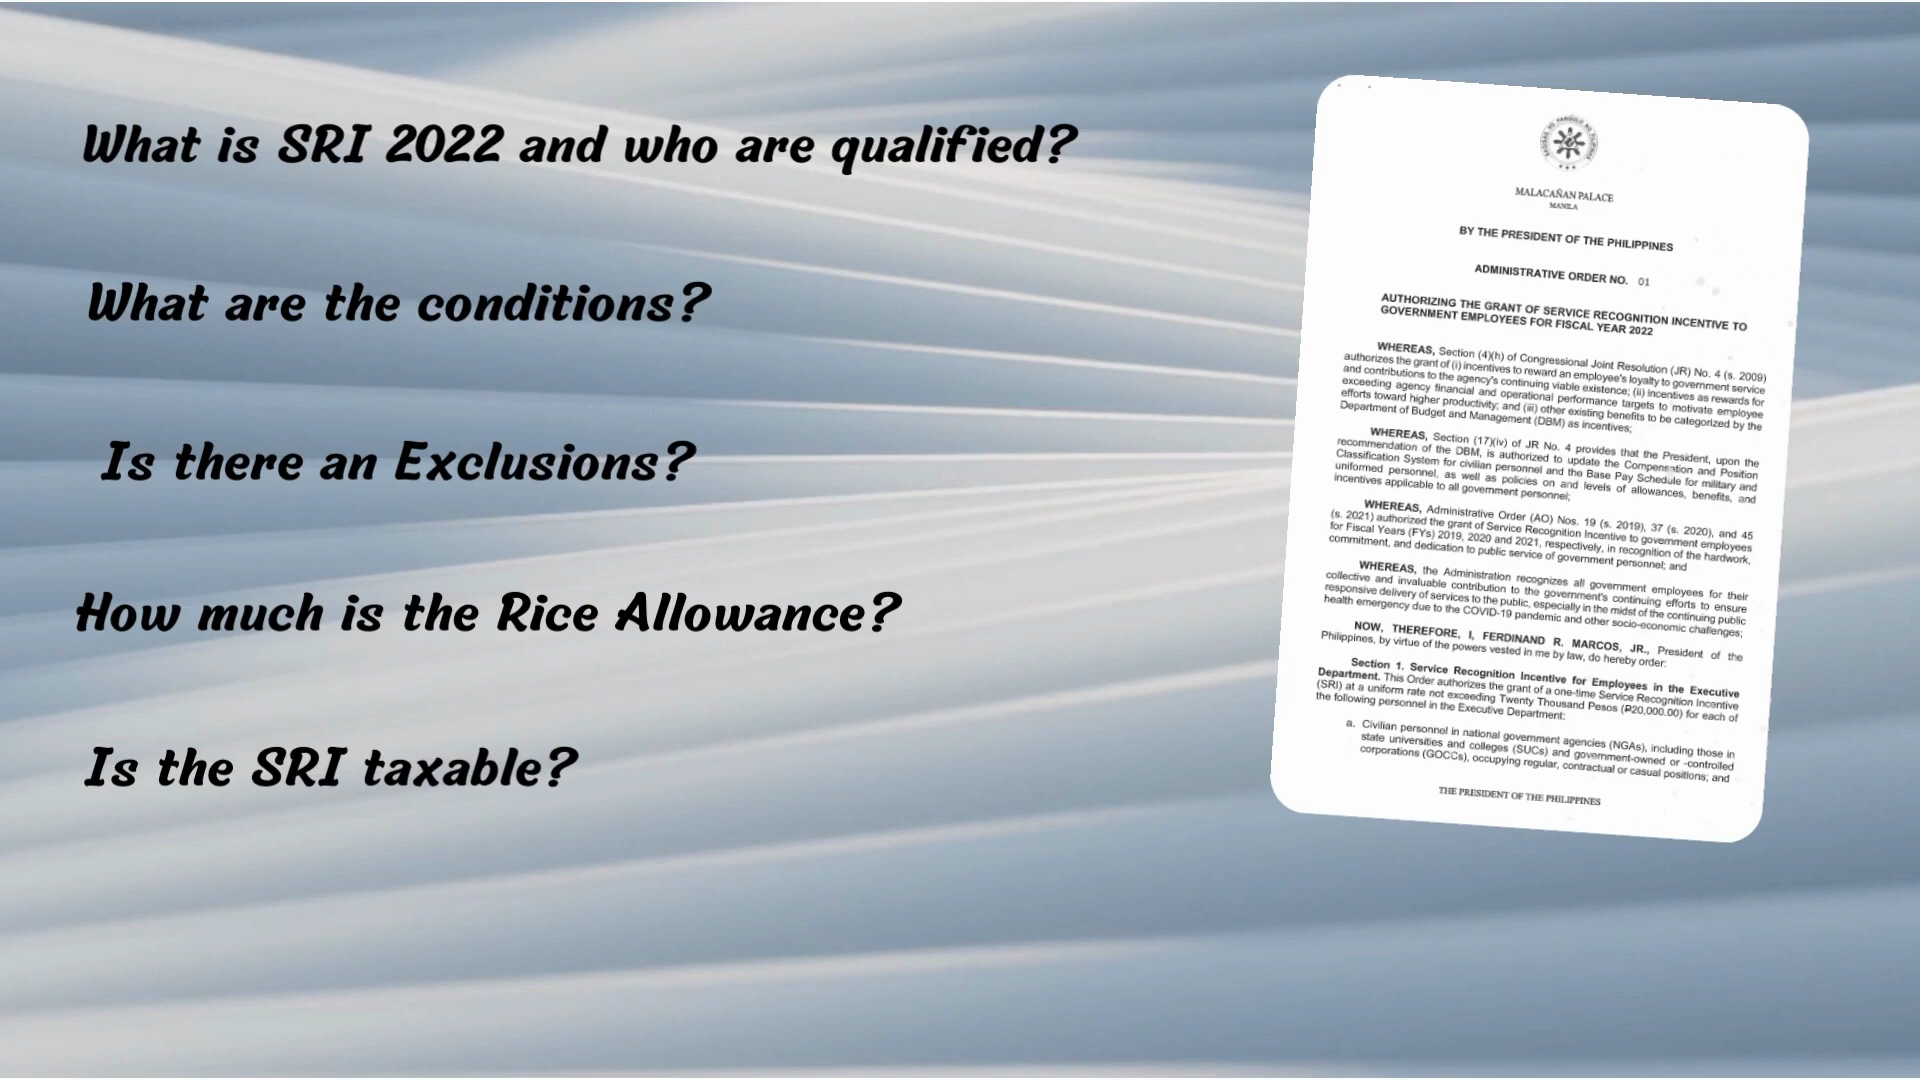 What is SRI 2022 and who are qualified?
What are the conditions?
Is there an Exclusions?
How much is the Rice Allowance?
Is the SRI taxable?
MALACAÑAN PALACE
MANILA
BY THE PRESIDENT OF THE PHILIPPINES
ADMINISTRATIVE ORDER NO. 01
AUTHORIZING THE GRANT OF SERVICE RECOGNITION INCENTIVE TO
GOVERNMENT EMPLOYEES FOR FISCAL YEAR 2022
WHEREAS, Section (4)(h) of Congressional Joint Resolution (JR) No. 4 (s. 2009)
authorizes the grant of (i) incentives to reward an employee's loyalty to government service
and contributions to the agency's continuing viable existence; (ii) incentives as rewards for
exceeding agency financial and operational performance targets to motivate employee
efforts toward higher productivity; and (iii) other existing benefits to be categorized by the
Department of Budget and Management (DBM) as incentives;
WHEREAS, Section (17)(iv) of JR No. 4 provides that the President, upon the
recommendation of the DBM, is authorized to update the Compensation and Position
Classification System for civilian personnel and the Base Pay Schedule for military and
uniformed personnel, as well as policies on and levels of allowances, benefits, and
incentives applicable to all government personnel;
WHEREAS, Administrative Order (AO) Nos. 19 (s. 2019), 37 (s. 2020), and 45
(s. 2021) authorized the grant of Service Recognition Incentive to government employees
for Fiscal Years (FYs) 2019, 2020 and 2021, respectively, in recognition of the hardwork,
commitment, and dedication to public service of government personnel; and
WHEREAS, the Administration recognizes all government employees for their
collective and invaluable contribution to the government's continuing efforts to ensure
responsive delivery of services to the public, especially in the midst of the continuing public
health emergency due to the COVID-19 pandemic and other socio-economic challenges;
NOW, THEREFORE, I, FERDINAND R. MARCOS, JR., President of the
Philippines, by virtue of the powers vested in me by law, do hereby order:
Section 1. Service Recognition Incentive for Employees in the Executive
Department. This Order authorizes the grant of a one-time Service Recognition Incentive
(SRI) at a uniform rate not exceeding Twenty Thousand Pesos (₱20,000.00) for each of
the following personnel in the Executive Department:
a. Civilian personnel in national government agencies (NGAs), including those in
state universities and colleges (SUCs) and government-owned or -controlled
corporations (GOCCs), occupying regular, contractual or casual positions; and
THE PRESIDENT OF THE PHILIPPINES